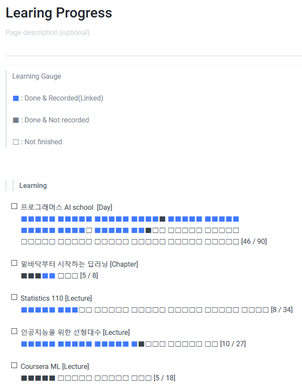 Learing Progress
Page description (optional)
Learning Gauge
■ : Done & Recorded(Linked)
■ : Done & Not recorded
□ : Not finished
Learning
프로그래머스 AI school [Day]
[46 / 90]
밑바닥부터 시작하는 딥러닝 [Chapter]
[5 / 8]
Statistics 110 [Lecture]
[8 / 34]
인공지능을 위한 선형대수 [Lecture]
[10 / 27]
Coursera ML [Lecture]
[5 / 18]